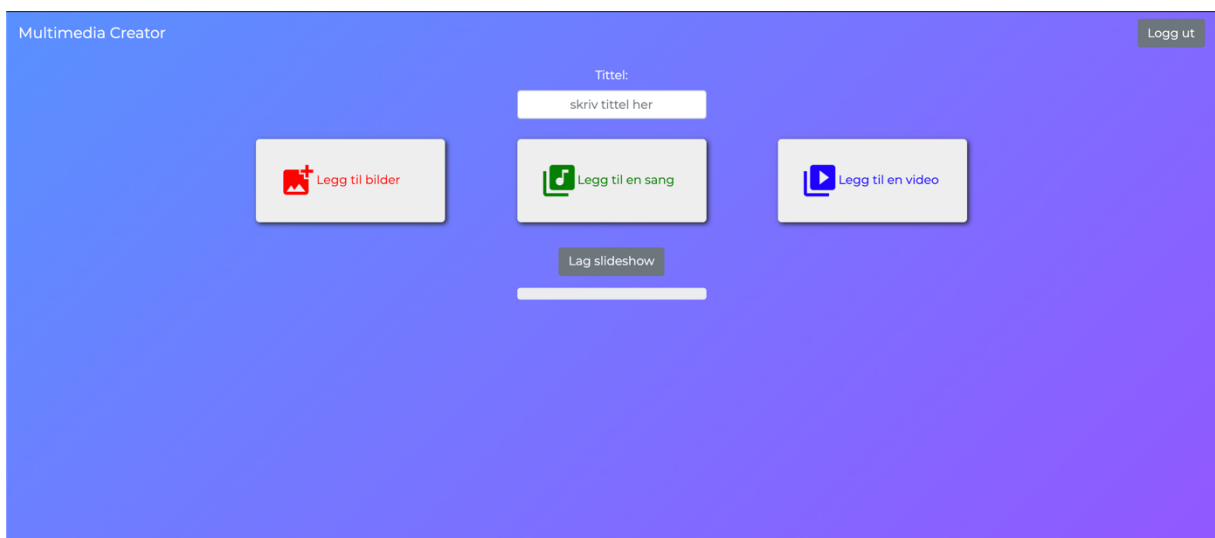 Multimedia Creator
Logg ut
Tittel:
skriv tittel her
Legg til bilder
Legg til en sang
Legg til en video
Lag slideshow